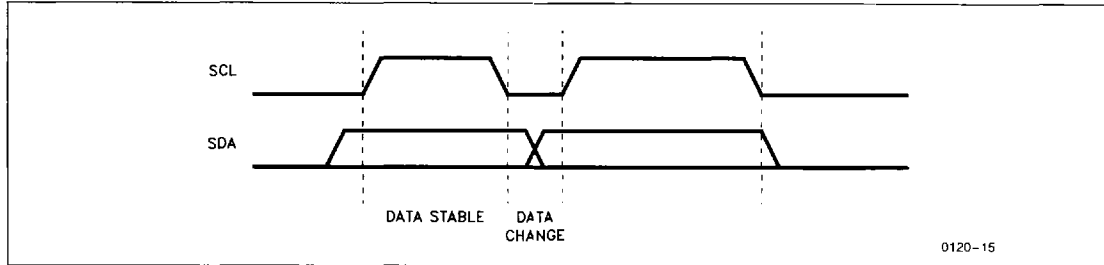 SCL
SDA
DATA STABLE
DATA
CHANGE
0120-15